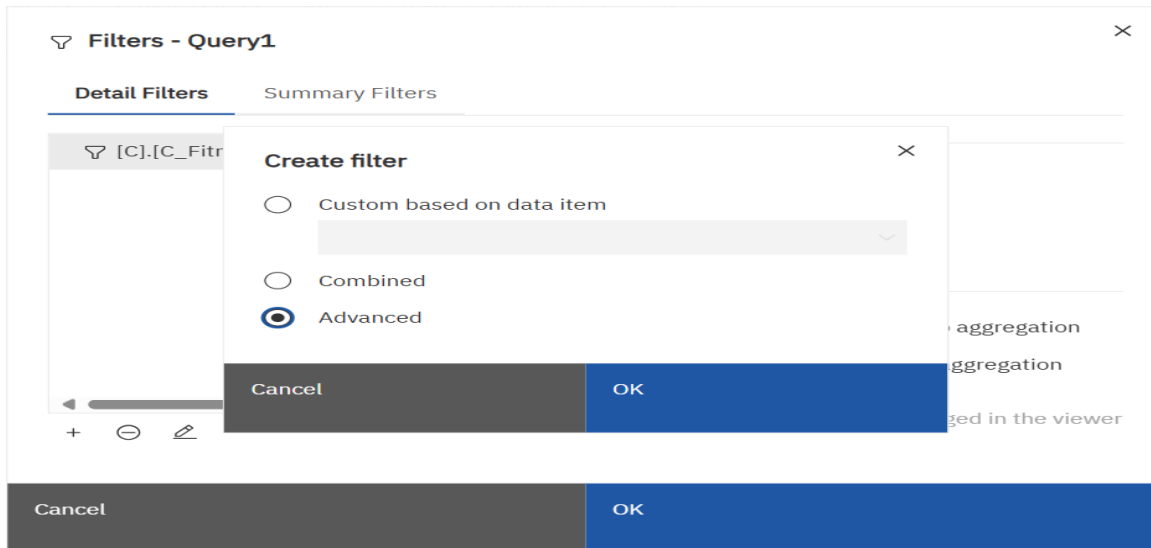 Filters - Query1
Detail Filters Summary Filters
[C].[C_Fitr
Create filter
Custom based on data item
Combined
Advanced
aggregation
ggregation
Cancel OK
ged in the viewer
Cancel OK